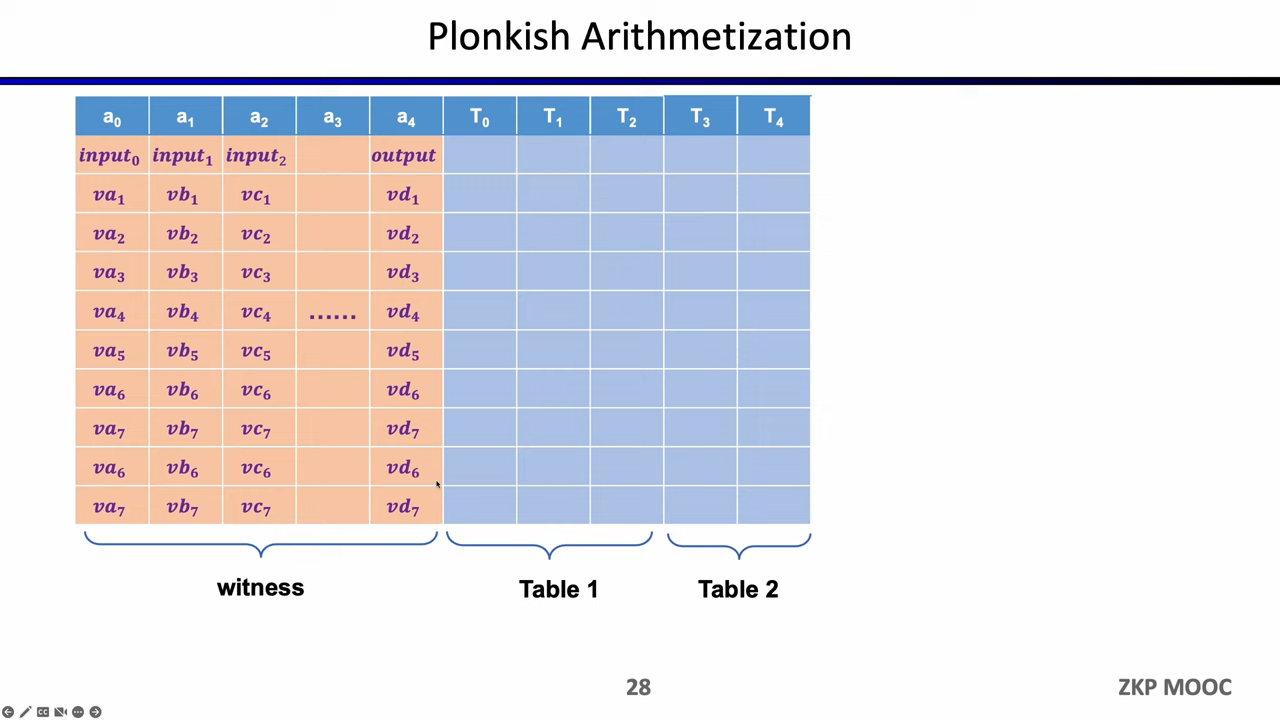 Plonkish Arithmetization
a₀ a₁ a₂ a₃ a₄ T₀ T₁ T₂ T₃ T₄
input₀ input₁ input₂ output
va₁ vb₁ vc₁ vd₁
va₂ vb₂ vc₂ vd₂
va₃ vb₃ vc₃ vd₃
va₄ vb₄ vc₄ ...... vd₄
va₅ vb₅ vc₅ vd₅
va₆ vb₆ vc₆ vd₆
va₇ vb₇ vc₇ vd₇
va₆ vb₆ vc₆ vd₆
va₇ vb₇ vc₇ vd₇
witness Table 1 Table 2
28 ZKP MOOC